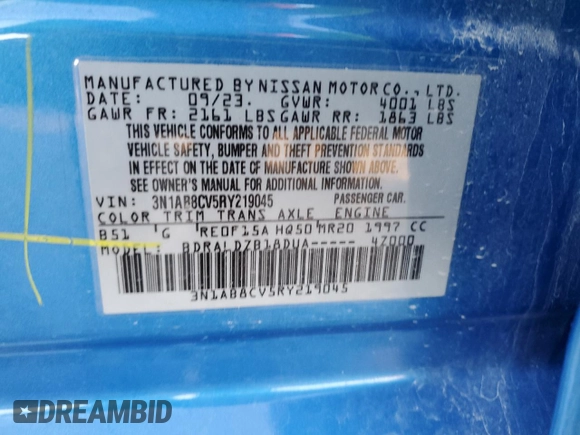 MANUFACTURED BY NISSAN MOTOR CO., LTD.
DATE: 09/23. GVWR: 4001 LBS
GAWR FR: 2161 LBS GAWR RR: 1863 LBS
THIS VEHICLE CONFORMS TO ALL APPLICABLE FEDERAL MOTOR
VEHICLE SAFETY, BUMPER AND THEFT PREVENTION STANDARDS
IN EFFECT ON THE DATE OF MANUFACTURE SHOWN ABOVE.
SEE OWNER'S MANUAL FOR ADDITIONAL INFORMATION.
VIN: 3N1AB8CV5RY219045 PASSENGER CAR.
COLOR TRIM TRANS AXLE ENGINE
B51 G RE0F15A HQ50 MR20 1997 CC
BDRALDZB18DUA----- 4Z000
3N1AB8CV5RY219045
DREAMBID